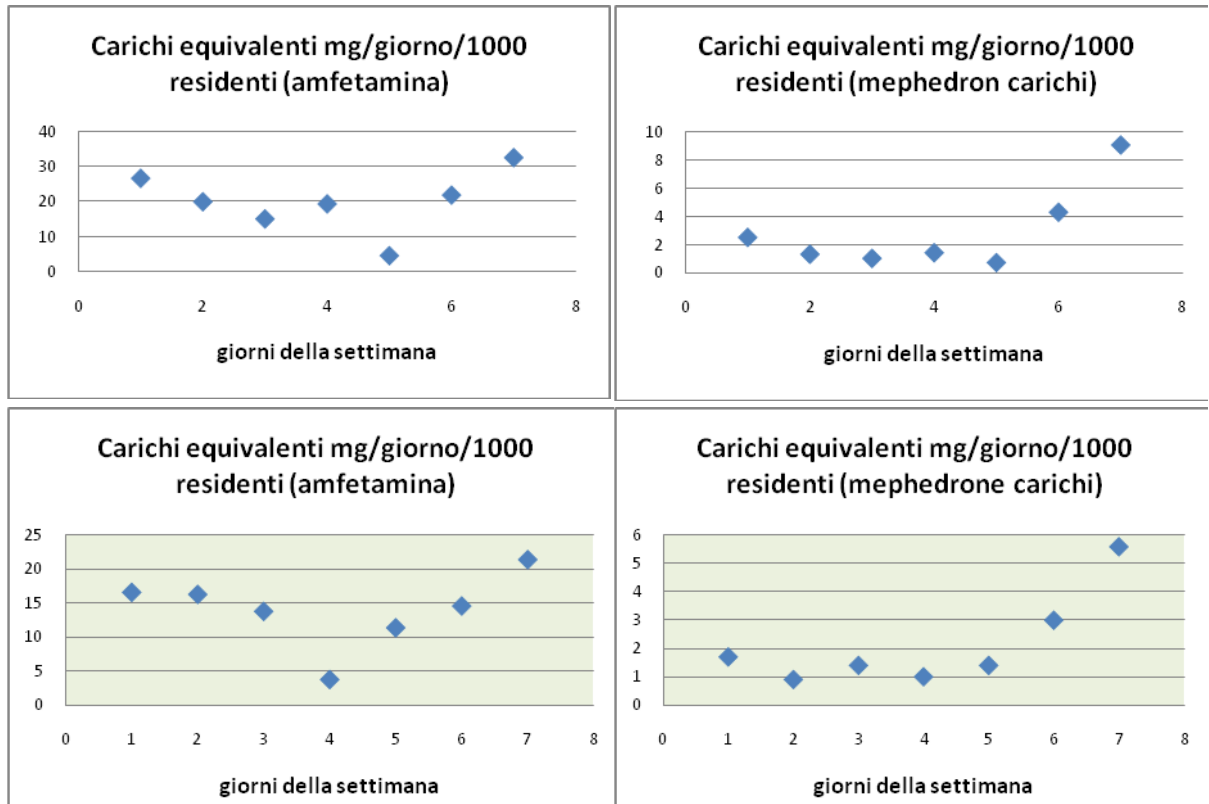 Carichi equivalenti mg/giorno/1000
residenti (amfetamina)
40
30
20
10
0
0 2 4 6 8
giorni della settimana
Carichi equivalenti mg/giorno/1000
residenti (mephedron carichi)
10
8
6
4
2
0
0 2 4 6 8
giorni della settimana
Carichi equivalenti mg/giorno/1000
residenti (amfetamina)
25
20
15
10
5
0
0 1 2 3 4 5 6 7 8
giorni della settimana
Carichi equivalenti mg/giorno/1000
residenti (mephedrone carichi)
6
5
4
3
2
1
0
0 1 2 3 4 5 6 7 8
giorni della settimana